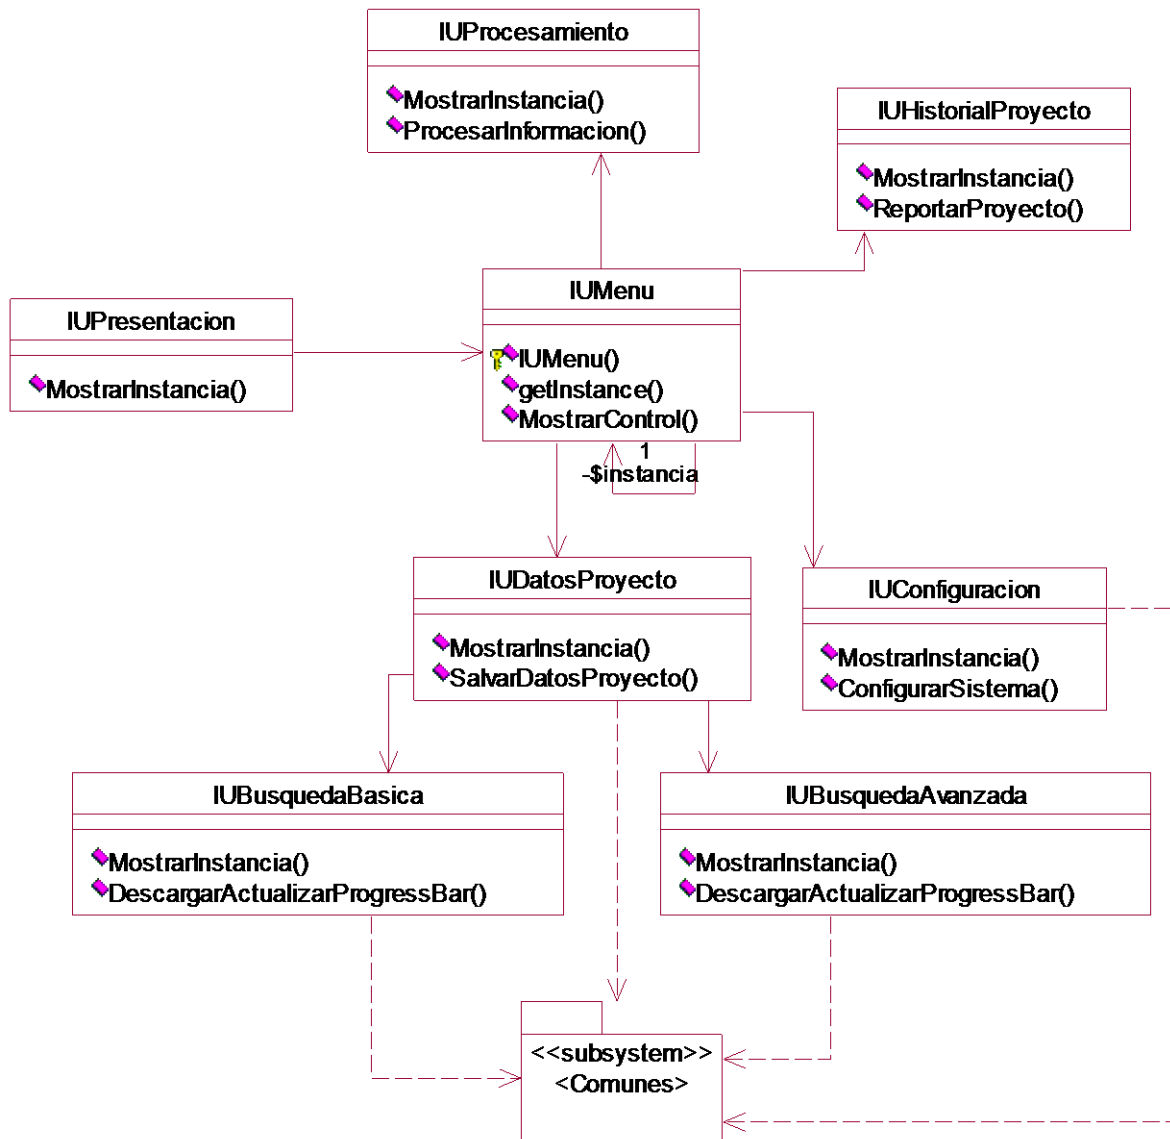 IUProcesamiento
MostrarInstancia()
ProcesarInformacion()
IUHistorialProyecto
MostrarInstancia()
ReportarProyecto()
IUMenu
IUMenu()
getInstance()
MostrarControl()
IUPresentacion
MostrarInstancia()
1
-$instancia
IUDatosProyecto
MostrarInstancia()
SalvarDatosProyecto()
IUConfiguracion
MostrarInstancia()
ConfigurarSistema()
IUBusquedaBasica
MostrarInstancia()
DescargarActualizarProgressBar()
IUBusquedaAvanzada
MostrarInstancia()
DescargarActualizarProgressBar()
<<subsystem>>
<Comunes>